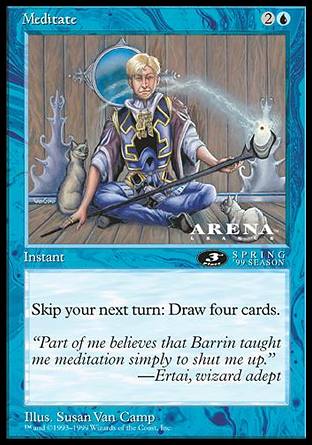 Meditate 2
ARENA
LEAGUE
3rd
Place
SPRING
'99 SEASON
Instant
Skip your next turn: Draw four cards.
"Part of me believes that Barrin taught
me meditation simply to shut me up."
—Ertai, wizard adept
Illus. Susan Van Camp
™ and ©1993–1999 Wizards of the Coast, Inc.